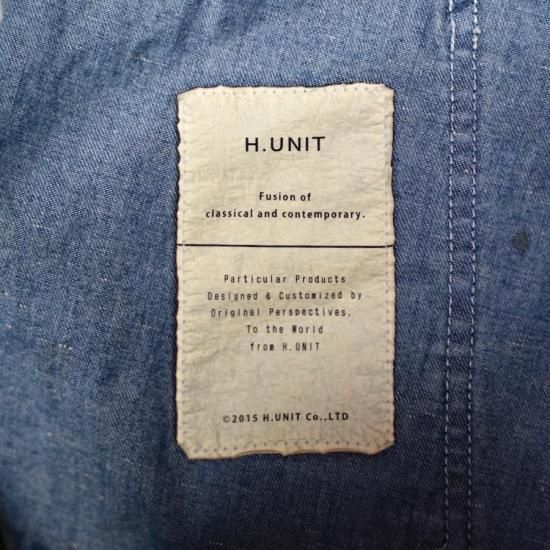 H.UNIT
Fusion of
classical and contemporary.
Particular Products
Designed & Customized by
Original Perspectives,
To the World
from H.UNIT
©2015 H.UNIT Co.,LTD